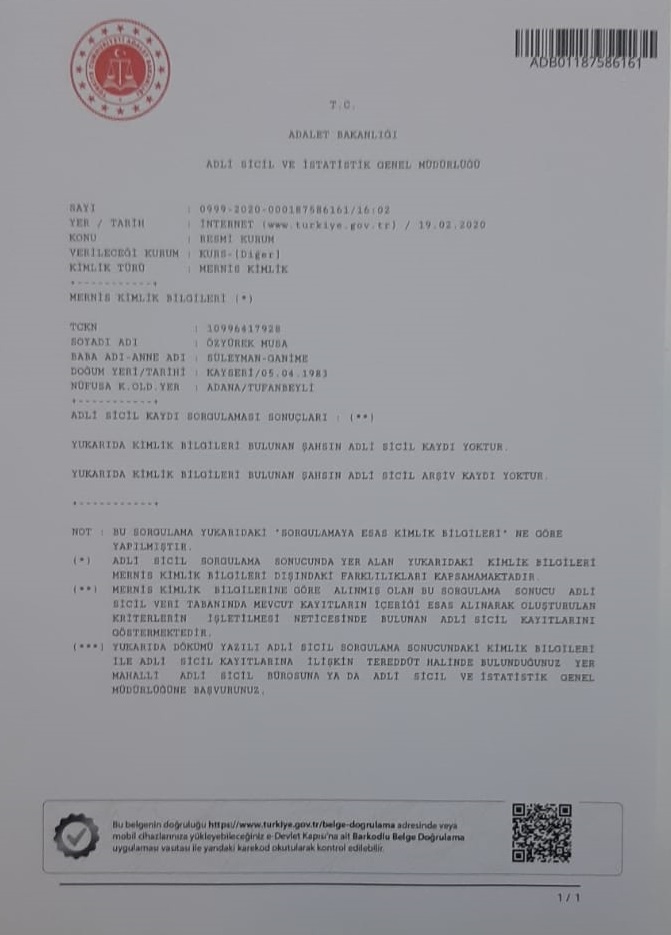 ADB01187586161
T.C.
ADALET BAKANLIĞI
ADLİ SİCİL VE İSTATİSTİK GENEL MÜDÜRLÜĞÜ
SAYI : 0999-2020-000187586161/16:02
YER / TARİH : İNTERNET (www.turkiye.gov.tr) / 19.02.2020
KONU : RESMİ KURUM
VERİLECEĞİ KURUM : KURS-[Diğer]
KİMLİK TÜRÜ : MERNİS KİMLİK
+-----------+
MERNİS KİMLİK BİLGİLERİ (*)
TCKN : 10996417928
SOYADI ADI : ÖZYÜREK MUSA
BABA ADI-ANNE ADI : SÜLEYMAN-GANİME
DOĞUM YERİ/TARİHİ : KAYSERİ/05.04.1983
NÜFUSA K.OLD.YER : ADANA/TUFANBEYLİ
+-----------+
ADLİ SİCİL KAYDI SORGULAMASI SONUÇLARI : (**)
YUKARIDA KİMLİK BİLGİLERİ BULUNAN ŞAHSIN ADLİ SİCİL KAYDI YOKTUR.
YUKARIDA KİMLİK BİLGİLERİ BULUNAN ŞAHSIN ADLİ SİCİL ARŞİV KAYDI YOKTUR.
+-----------+
NOT : BU SORGULAMA YUKARIDAKİ "SORGULAMAYA ESAS KİMLİK BİLGİLERİ" NE GÖRE
YAPILMIŞTIR.
(*) ADLİ SİCİL SORGULAMA SONUCUNDA YER ALAN YUKARIDAKİ KİMLİK BİLGİLERİ
MERNİS KİMLİK BİLGİLERİ DIŞINDAKİ FARKLILIKLARI KAPSAMAMAKTADIR.
(**) MERNİS KİMLİK BİLGİLERİNE GÖRE ALINMIŞ OLAN BU SORGULAMA SONUCU ADLİ
SİCİL VERİ TABANINDA MEVCUT KAYITLARIN İÇERİĞİ ESAS ALINARAK OLUŞTURULAN
KRİTERLERİN İŞLETİLMESİ NETİCESİNDE BULUNAN ADLİ SİCİL KAYITLARINI
GÖSTERMEKTEDİR.
(***) YUKARIDA DÖKÜMÜ YAZILI ADLİ SİCİL SORGULAMA SONUCUNDAKİ KİMLİK BİLGİLERİ
İLE ADLİ SİCİL KAYITLARINA İLİŞKİN TEREDDÜT HALİNDE BULUNDUĞUNUZ YER
MAHALLİ ADLİ SİCİL BÜROSUNA YA DA ADLİ SİCİL VE İSTATİSTİK GENEL
MÜDÜRLÜĞÜNE BAŞVURUNUZ.
Bu belgenin doğruluğu https://www.turkiye.gov.tr/belge-dogrulama adresinde veya
mobil cihazlarınıza yükleyebileceğiniz e-Devlet Kapısı'na ait Barkodlu Belge Doğrulama
uygulaması vasıtası ile yandaki karekod okutularak kontrol edilebilir.
1 / 1